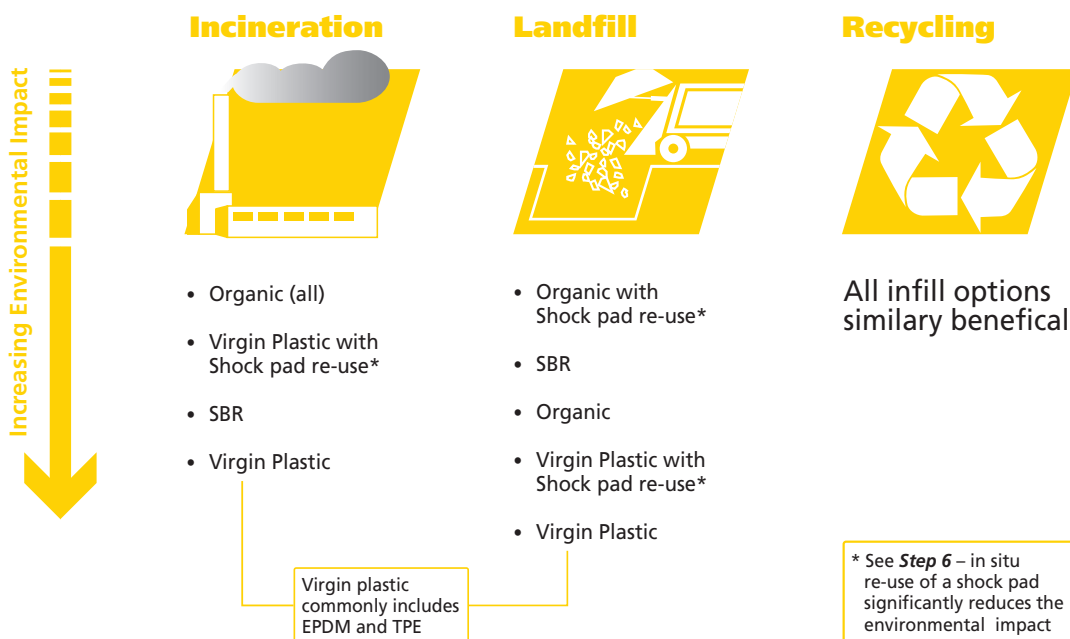 Increasing Environmental Impact
Incineration
• Organic (all)
• Virgin Plastic with
Shock pad re-use*
• SBR
• Virgin Plastic
Landfill
• Organic with
Shock pad re-use*
• SBR
• Organic
• Virgin Plastic with
Shock pad re-use*
• Virgin Plastic
Virgin plastic
commonly includes
EPDM and TPE
Recycling
All infill options
similary benefical
* See Step 6 – in situ
re-use of a shock pad
significantly reduces the
environmental impact